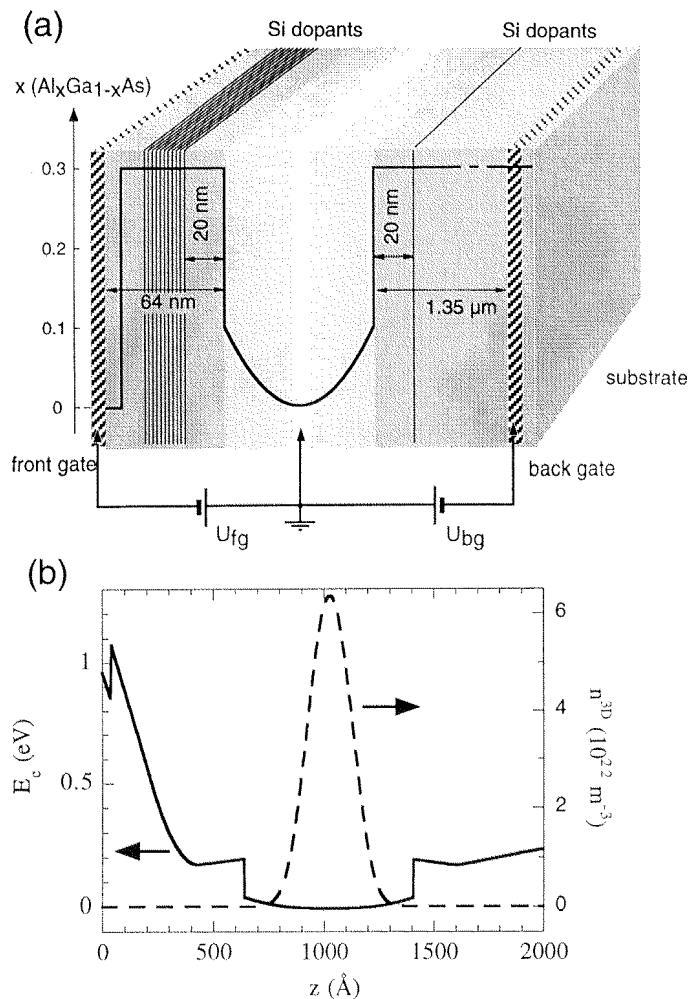 (a)
Si dopants
Si dopants
x (AlxGa1-xAs)
0.3
20 nm
20 nm
64 nm
1.35 µm
0.1
0
substrate
front gate
back gate
Ufg
Ubg
(b)
Ec (eV)
1
0.5
0
6
4
2
0
n3D (1022 m-3)
0
500
1000
1500
2000
z (Å)